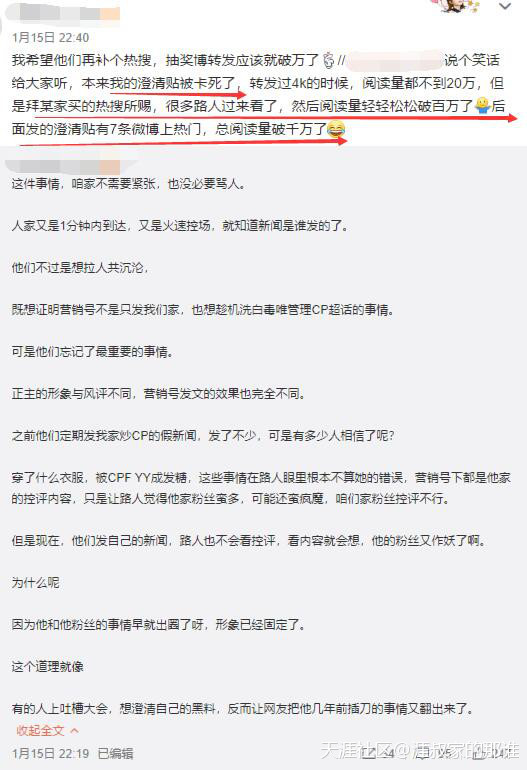 1月15日 22:40
我希望他们再补个热搜，抽奖博转发应该就破万了//
说个笑话
给大家听，本来我的澄清贴被卡死了，转发过4k的时候，阅读量都不到20万，但
是拜某家买的热搜所赐，很多路人过来看了，然后阅读量轻轻松松破百万了 后
面发的澄清贴有7条微博上热门，总阅读量破千万了
这件事情，咱家不需要紧张，也没必要骂人。
人家又是1分钟内到达，又是火速控场，就知道新闻是谁发的了。
他们不过是想拉人共沉沦，
既想证明营销号不是只发我们家，也想趁机洗白毒唯管理CP超话的事情。
可是他们忘记了最重要的事情。
正主的形象与风评不同，营销号发文的效果也完全不同。
之前他们定期发我家炒CP的假新闻，发了不少，可是有多少人相信了呢？
穿了什么衣服，被CPF YY成发糖，这些事情在路人眼里根本不算她的错误，营销号下都是他家
的控评内容，只是让路人觉得他家粉丝蛮多，可能还蛮疯魔，咱们家粉丝控评不行。
但是现在，他们发自己的新闻，路人也不会看控评，看内容就会想，他的粉丝又作妖了啊。
为什么呢
因为他和他粉丝的事情早就出圈了呀，形象已经固定了。
这个道理就像
有的人上吐槽大会，想澄清自己的黑料，反而让网友把他几年前插刀的事情又翻出来了。
收起全文
1月15日 22:19 已编辑